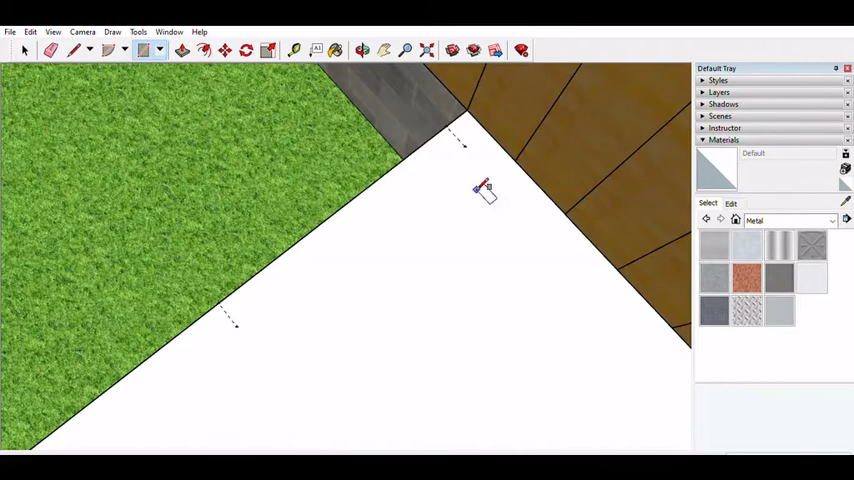 File Edit View Camera Draw Tools Window Help
A1
Default Tray
Styles
Layers
Shadows
Scenes
Instructor
Materials
Default
Select Edit
Metal